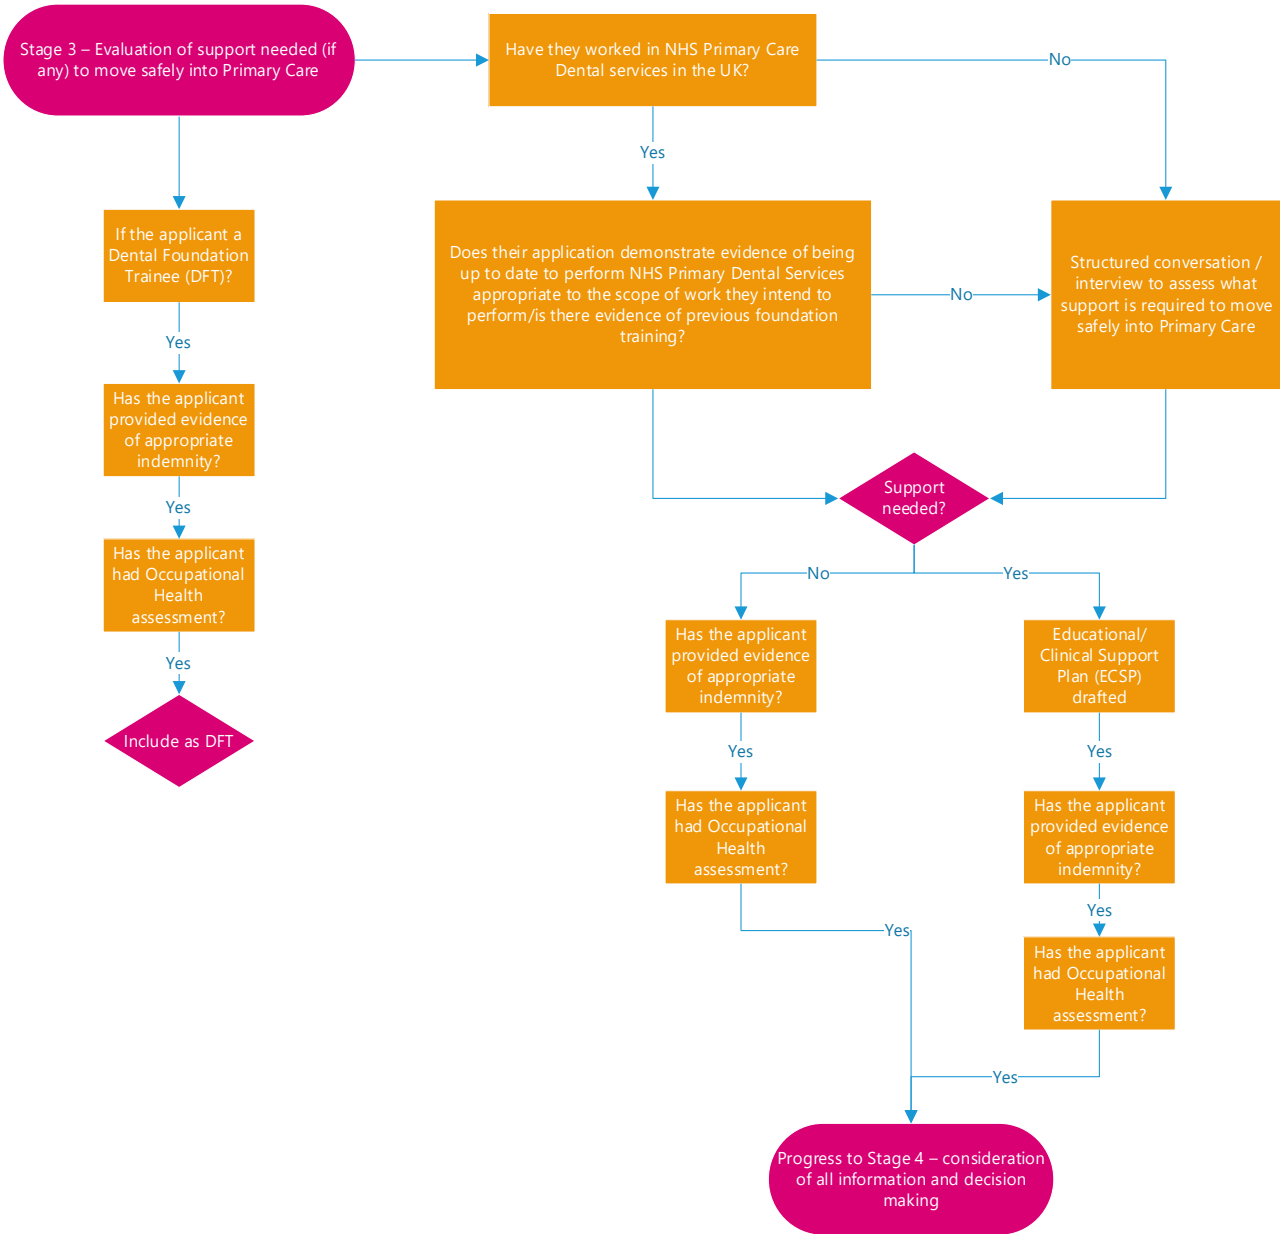 Stage 3 – Evaluation of support needed (if
any) to move safely into Primary Care
Have they worked in NHS Primary Care
Dental services in the UK?
No
Yes
If the applicant a
Dental Foundation
Trainee (DFT)?
Does their application demonstrate evidence of being
up to date to perform NHS Primary Dental Services
appropriate to the scope of work they intend to
perform/is there evidence of previous foundation
training?
No
Structured conversation /
interview to assess what
support is required to move
safely into Primary Care
Yes
Has the applicant
provided evidence
of appropriate
indemnity?
Yes
Has the applicant
had Occupational
Health
assessment?
Yes
Include as DFT
Support
needed?
No
Yes
Has the applicant
provided evidence
of appropriate
indemnity?
Educational/
Clinical Support
Plan (ECSP)
drafted
Yes
Yes
Has the applicant
had Occupational
Health
assessment?
Has the applicant
provided evidence
of appropriate
indemnity?
Yes
Yes
Has the applicant
had Occupational
Health
assessment?
Yes
Progress to Stage 4 – consideration
of all information and decision
making